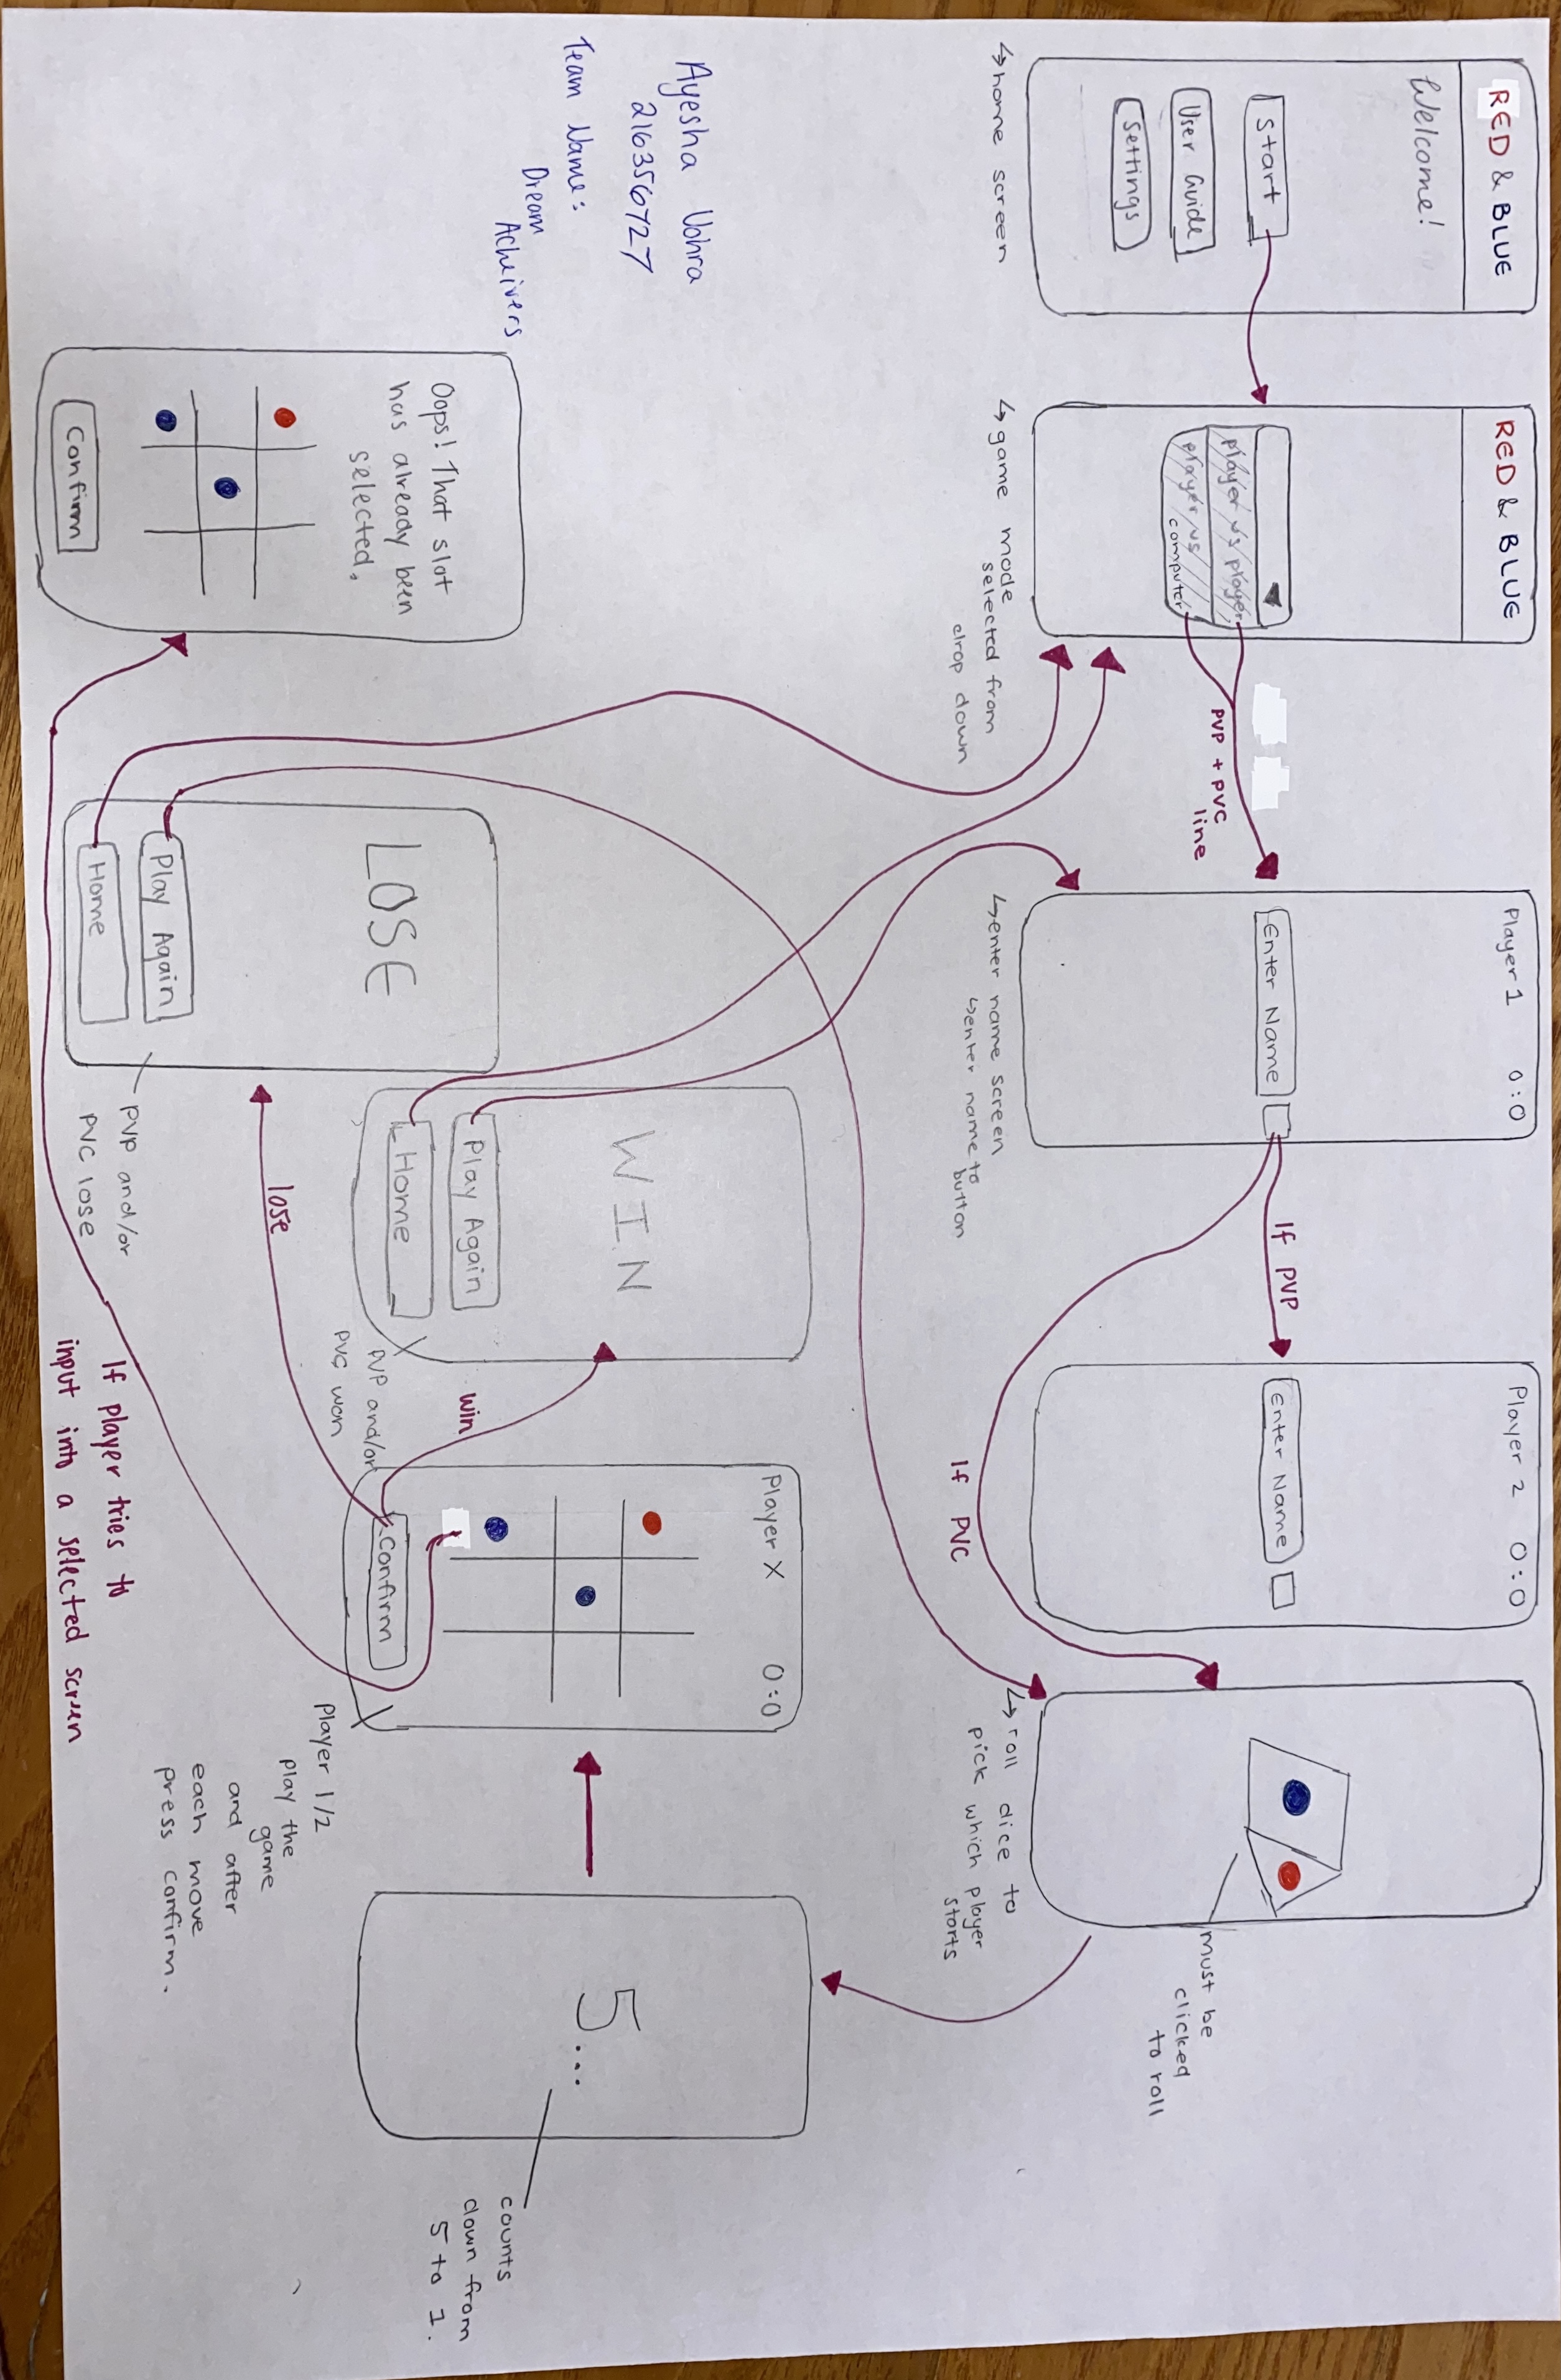 RED & BLUE
Welcome!
Start
User Guide
Settings
↳ home screen
RED & BLUE
player vs player
player vs
computer
↳ game mode
selected from
drop down
PVP + PVC
line
Player 1 0:0
Enter Name
↳ enter name screen
↳ enter name to
button
If PVP
If PVC
Player 2 0:0
Enter Name
must be
clicked
to roll
↳ roll dice to
pick which player
starts
Ayesha Vohra
216356727
Team Name:
Dream
Acheivers
WIN
Play Again
Home
PVP and/or
PVC won
win
Player X 0:0
Confirm
Player 1/2
play the
game
and after
each move
press confirm.
5...
counts
down from
5 to 1.
Oops! That slot
has already been
selected.
Confirm
LOSE
Play Again
Home
PVP and/or
PVC lose
lose
If player tries to
input into a selected screen